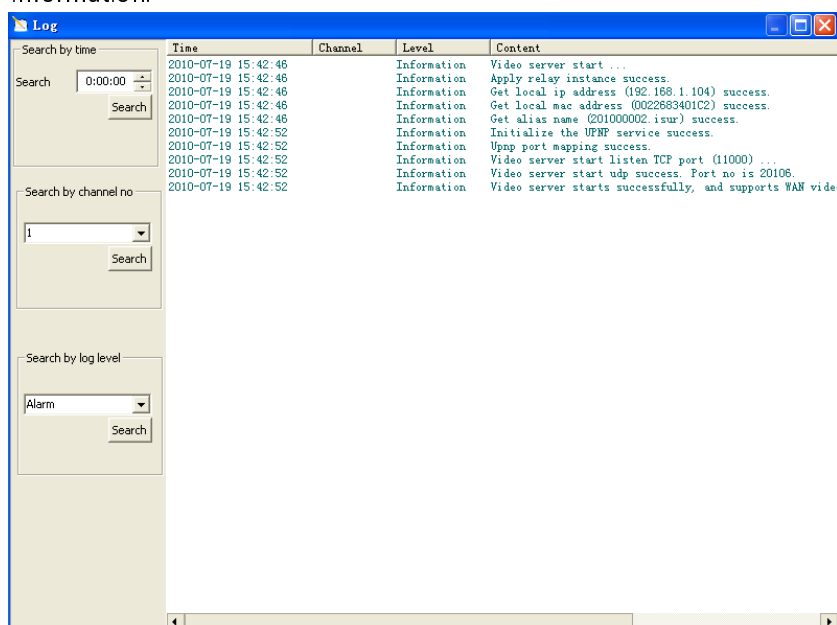 Log
Search by time
Search 0:00:00
Search
Search by channel no
1
Search
Search by log level
Alarm
Search
Time Channel Level Content
2010-07-19 15:42:46 Information Video server start ...
2010-07-19 15:42:46 Information Apply relay instance success.
2010-07-19 15:42:46 Information Get local ip address (192.168.1.104) success.
2010-07-19 15:42:46 Information Get local mac address (0022683401C2) success.
2010-07-19 15:42:46 Information Get alias name (201000002.isur) success.
2010-07-19 15:42:52 Information Initialize the UPNP service success.
2010-07-19 15:42:52 Information Upnp port mapping success.
2010-07-19 15:42:52 Information Video server start listen TCP port (11000) ...
2010-07-19 15:42:52 Information Video server start udp success. Port no is 20106.
2010-07-19 15:42:52 Information Video server starts successfully, and supports WAN vide